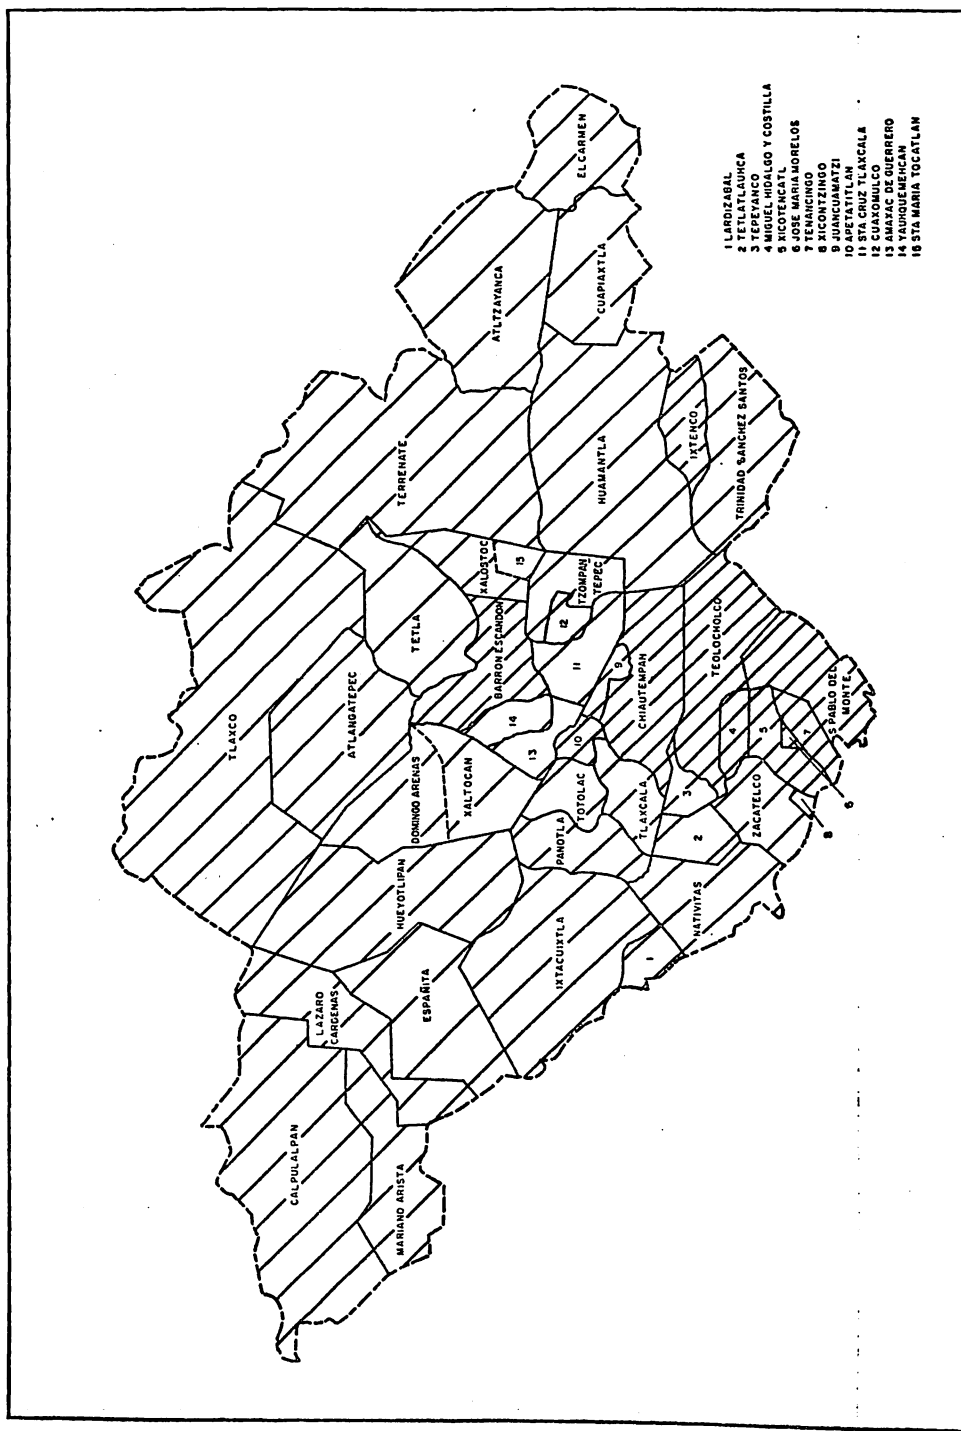 CALPULALPAN
MARIANO ARISTA
LAZARO
CARDENAS
ESPAÑITA
HUEYOTLIPAN
IXTACUIXTLA
TLAXCO
ATLANGATEPEC
DOMINGO ARENAS
XALTOCAN
PANOTLA
TOTOLAC
TLAXCALA
NATIVITAS
ZACATELCO
TETLA
BARRON ESCANDON
XALOSTOC
TZOMPAN
TEPEC
CHIAUTEMPAN
TEOLOCHOLCO
S PABLO DEL
MONTE
TERRENATE
HUAMANTLA
IXTENCO
TRINIDAD SANCHEZ SANTOS
ATLTZAYANCA
CUAPIAXTLA
EL CARMEN
1
2
3
4
5
6
7
8
9
10
11
12
13
14
15
1 LARDIZABAL
2 TETLATLAUHCA
3 TEPEYANCO
4 MIGUEL HIDALGO Y COSTILLA
5 XICOTENCATL
6 JOSE MARIA MORELOS
7 TENANCINGO
8 XICONTZINGO
9 JUANCUAMATZI
10 APETATITLAN
11 STA CRUZ TLAXCALA
12 CUAXOMULCO
13 AMAXAC DE GUERRERO
14 YAUHQUEMEHCAN
15 STA MARIA TOCATLAN